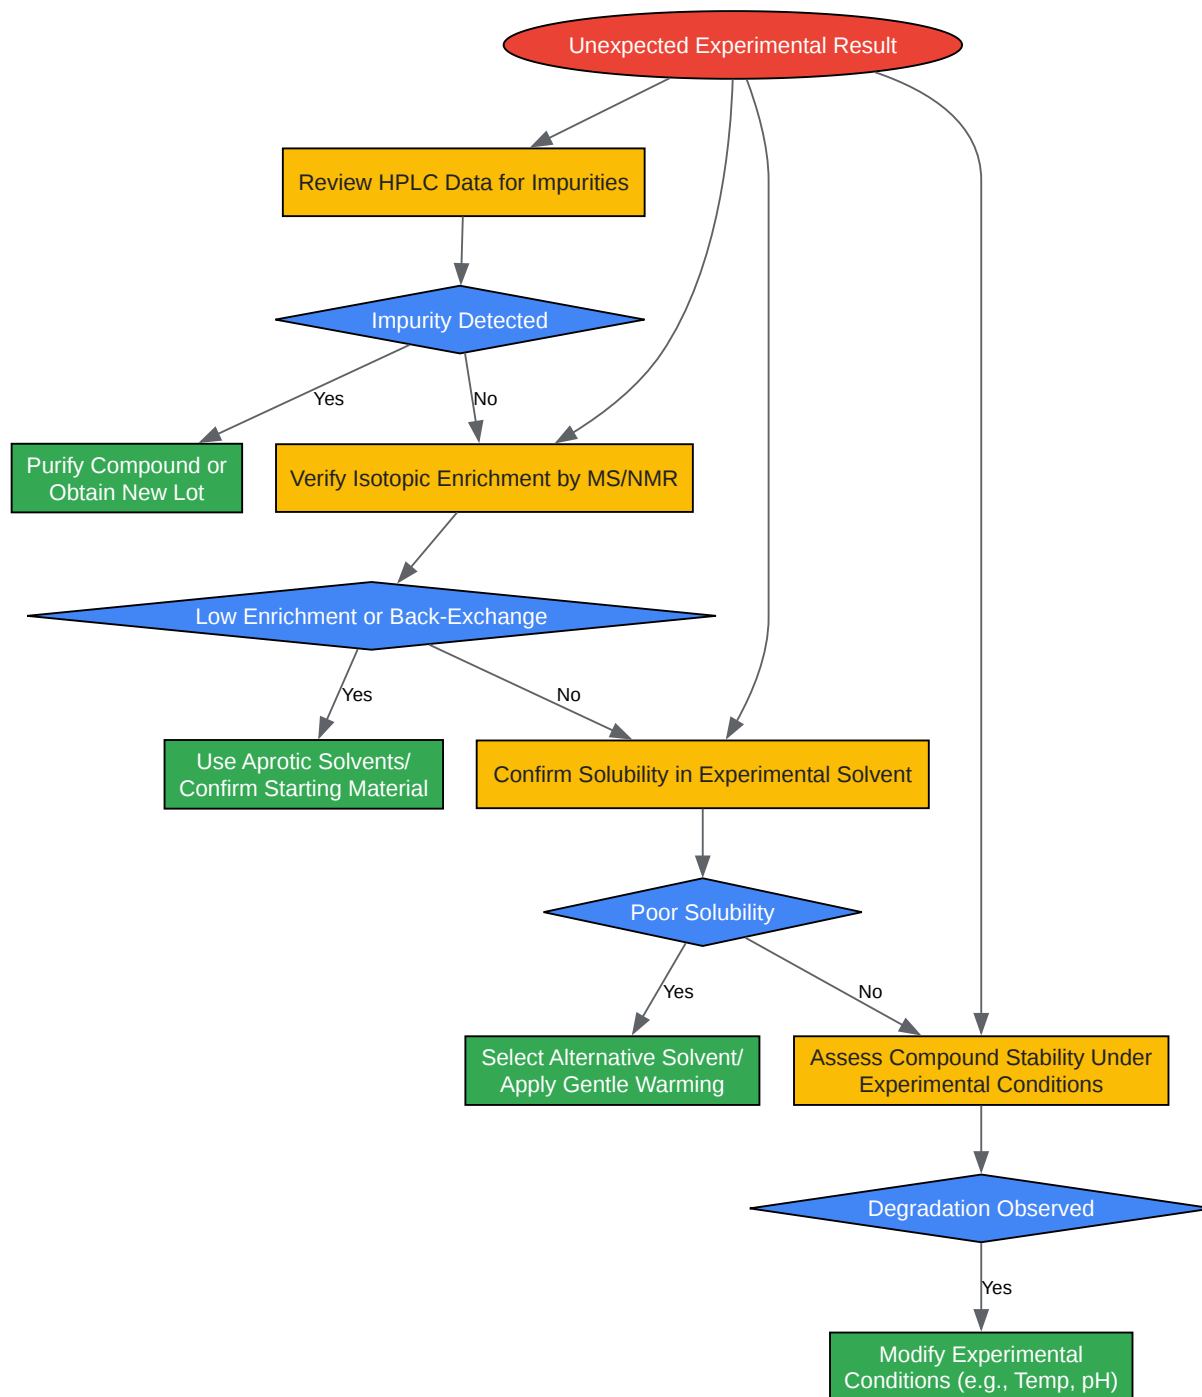 Unexpected Experimental Result
Review HPLC Data for Impurities
Impurity Detected
Yes
No
Purify Compound or
Obtain New Lot
Verify Isotopic Enrichment by MS/NMR
Low Enrichment or Back-Exchange
Yes
No
Use Aprotic Solvents/
Confirm Starting Material
Confirm Solubility in Experimental Solvent
Poor Solubility
Yes
No
Select Alternative Solvent/
Apply Gentle Warming
Assess Compound Stability Under
Experimental Conditions
Degradation Observed
Yes
Modify Experimental
Conditions (e.g., Temp, pH)